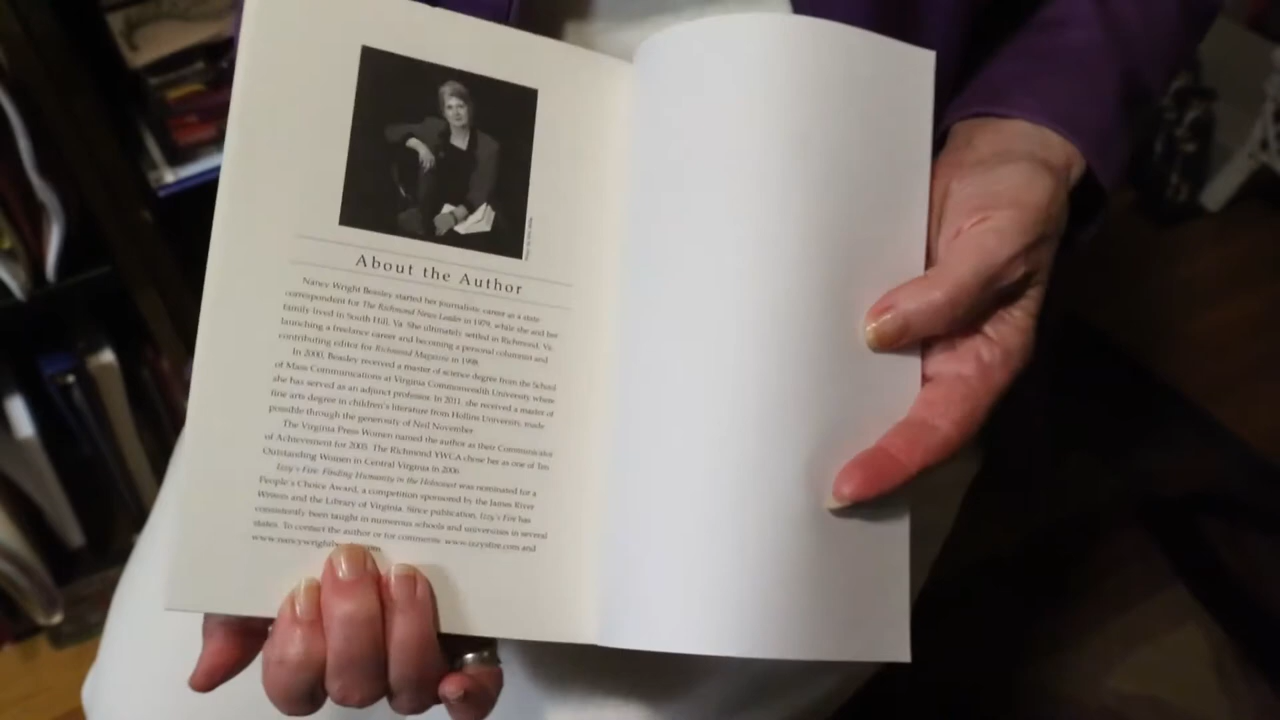 About the Author
Nancy Wright Beasley started her journalistic career as a state
correspondent for The Richmond News Leader in 1979, while she and her
family lived in South Hill, Va. She ultimately settled in Richmond, Va.
launching a freelance career and becoming a personal columnist and
contributing editor for Richmond Magazine in 1998.
In 2000, Beasley received a master of science degree from the School
of Mass Communications at Virginia Commonwealth University, where
she has served as an adjunct professor. In 2011, she received a master of
fine arts degree in children's literature from Hollins University, made
possible through the generosity of Neil November.
The Virginia Press Women named the author as their Communicator
of Achievement for 2005. The Richmond YWCA chose her as one of Ten
Outstanding Women in Central Virginia in 2006.
Izzy's Fire: Finding Humanity in the Holocaust was nominated for a
People's Choice Award, a competition sponsored by the James River
Writers and the Library of Virginia. Since publication, Izzy's Fire has
consistently been taught in numerous schools and universities in several
states. To contact the author or for comments: www.izzysfire.com and